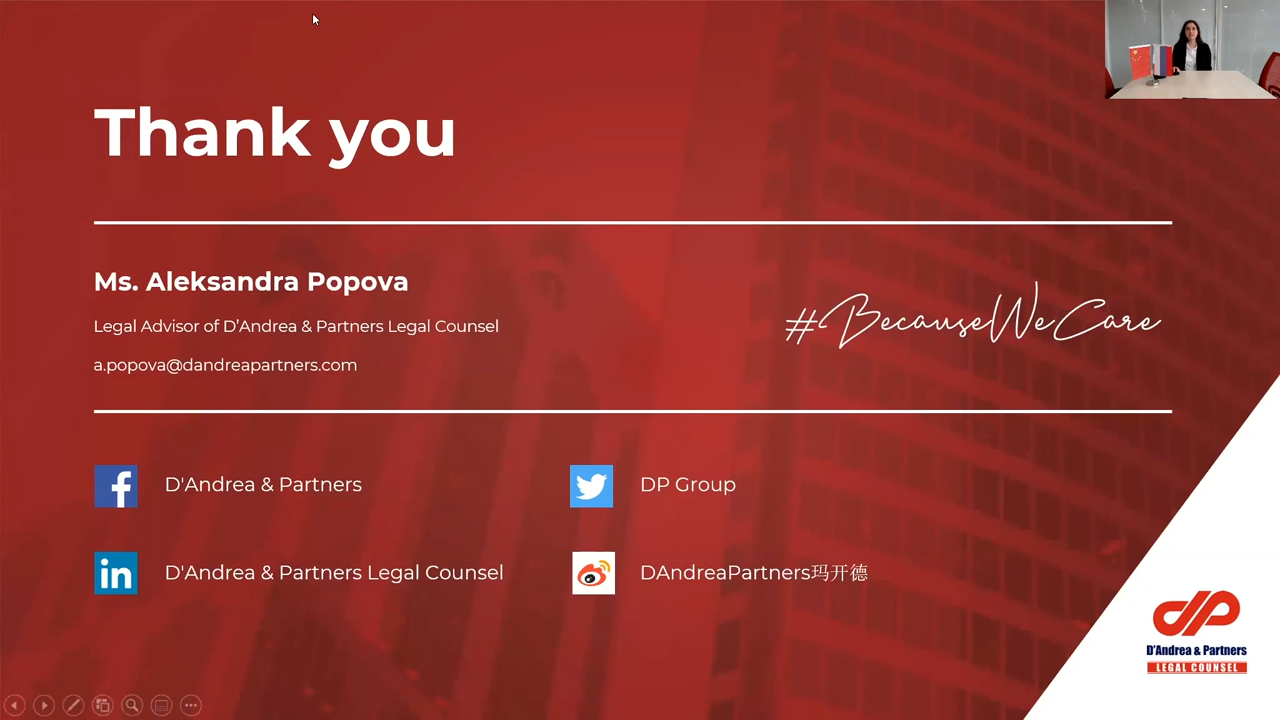 Thank you
Ms. Aleksandra Popova
Legal Advisor of D’Andrea & Partners Legal Counsel
a.popova@dandreapartners.com
#BecauseWeCare
D'Andrea & Partners
DP Group
D'Andrea & Partners Legal Counsel
DAndreaPartners玛开德
dp
D'Andrea & Partners
LEGAL COUNSEL